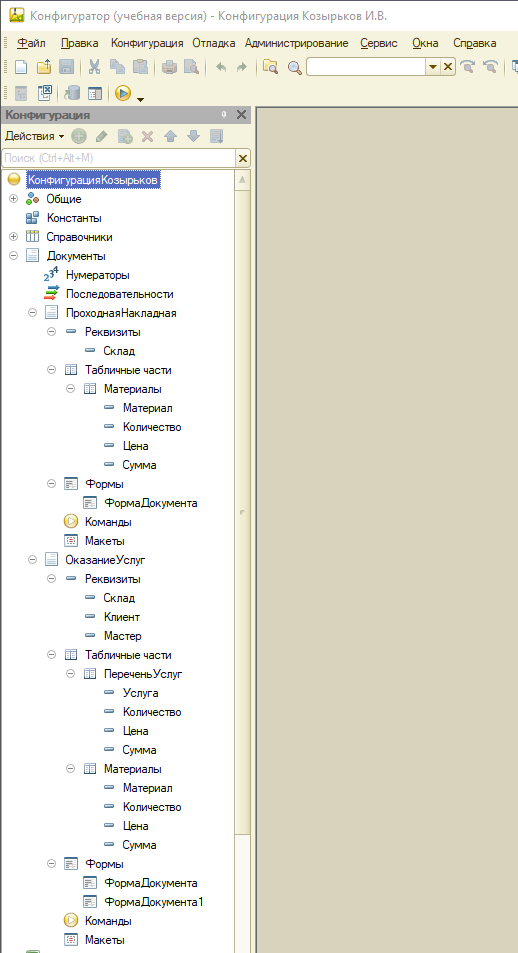 Конфигуратор (учебная версия) - Конфигурация Козырьков И.В.
Файл Правка Конфигурация Отладка Администрирование Сервис Окна Справка
Конфигурация
Действия
Поиск (Ctrl+Alt+M)
КонфигурацияКозырьков
Общие
Константы
Справочники
Документы
Нумераторы
Последовательности
ПроходнаяНакладная
Реквизиты
Склад
Табличные части
Материалы
Материал
Количество
Цена
Сумма
Формы
ФормаДокумента
Команды
Макеты
ОказаниеУслуг
Реквизиты
Склад
Клиент
Мастер
Табличные части
ПереченьУслуг
Услуга
Количество
Цена
Сумма
Материалы
Материал
Количество
Цена
Сумма
Формы
ФормаДокумента
ФормаДокумента1
Команды
Макеты